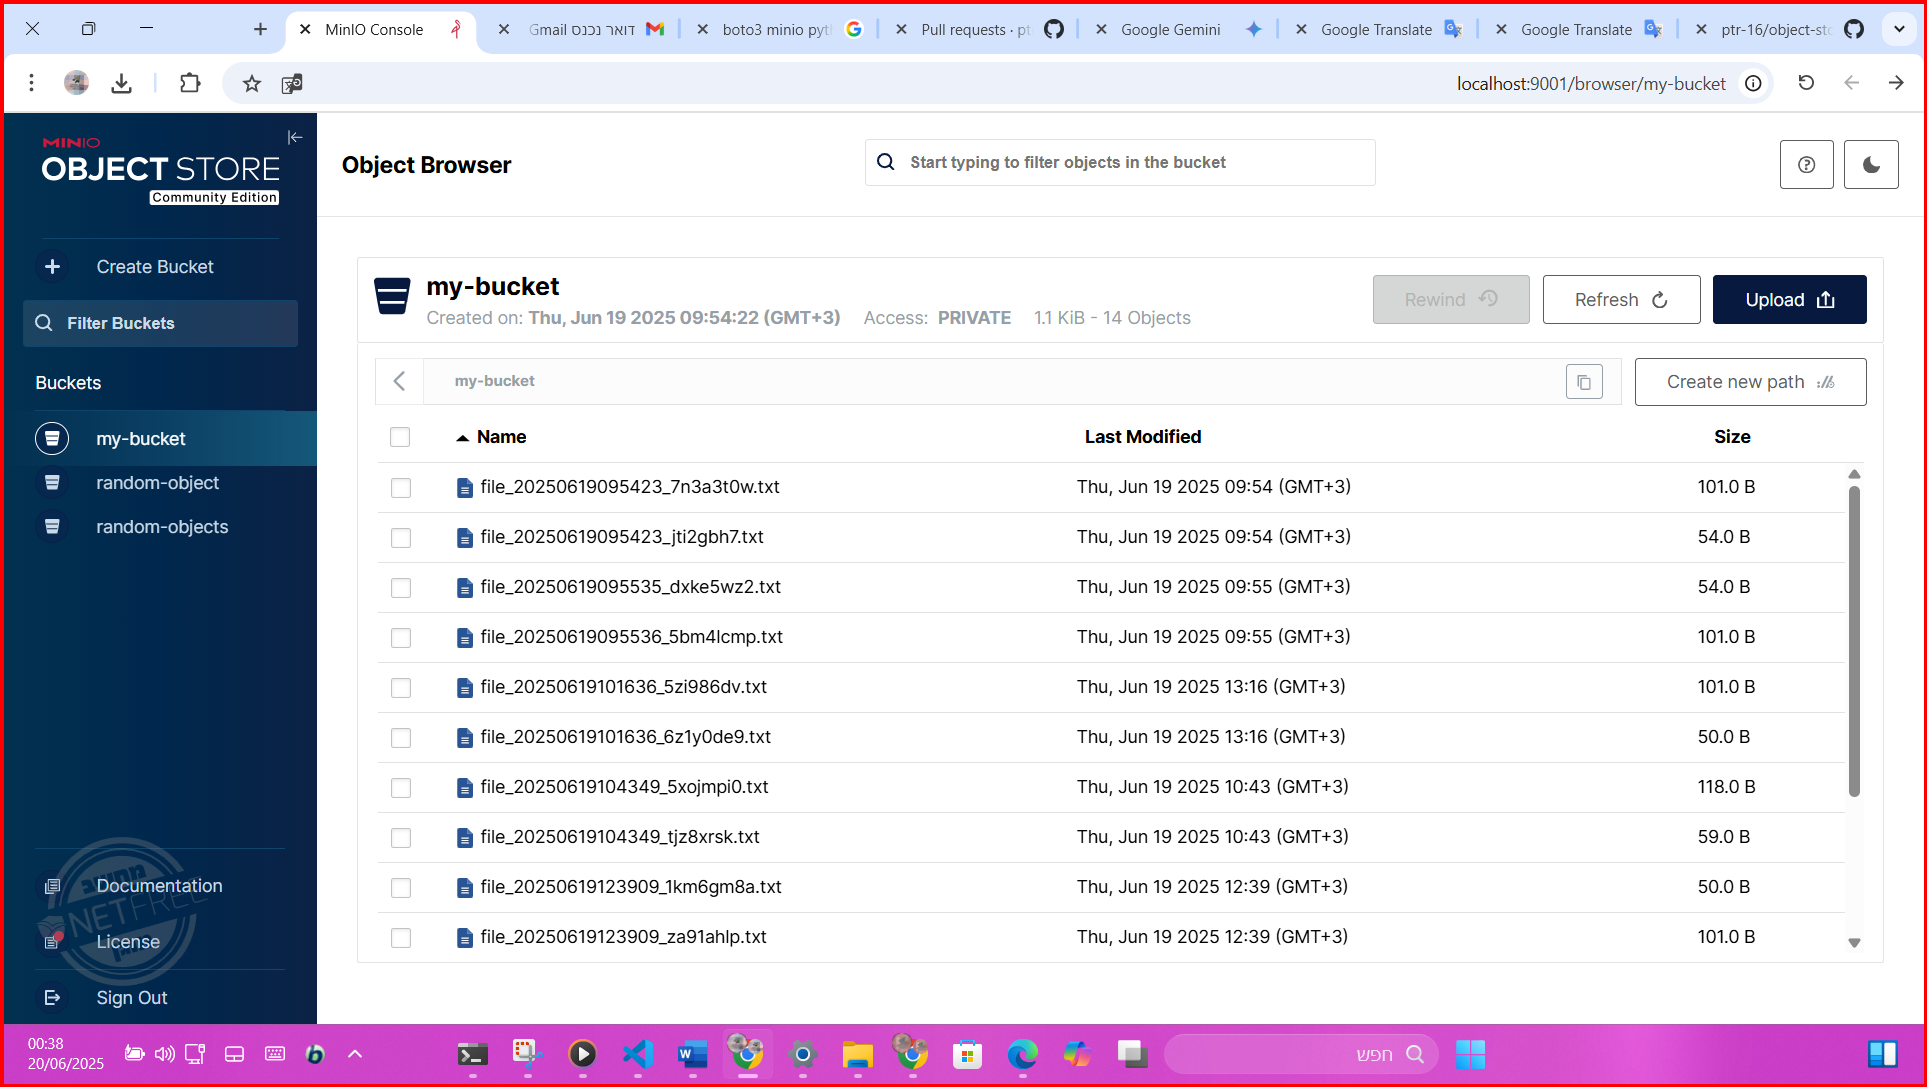 MinIO Console
Gmail דואר נכנס
boto3 minio pyt
Pull requests · pt
Google Gemini
Google Translate
Google Translate
ptr-16/object-sto
localhost:9001/browser/my-bucket
MINIO
OBJECT STORE
Community Edition
Object Browser
Start typing to filter objects in the bucket
Create Bucket
Filter Buckets
Buckets
my-bucket
random-object
random-objects
Documentation
License
Sign Out
NETFREE
my-bucket
Created on: Thu, Jun 19 2025 09:54:22 (GMT+3) Access: PRIVATE 1.1 KiB - 14 Objects
Rewind
Refresh
Upload
my-bucket
Create new path
Name Last Modified Size
file_20250619095423_7n3a3t0w.txt Thu, Jun 19 2025 09:54 (GMT+3) 101.0 B
file_20250619095423_jti2gbh7.txt Thu, Jun 19 2025 09:54 (GMT+3) 54.0 B
file_20250619095535_dxke5wz2.txt Thu, Jun 19 2025 09:55 (GMT+3) 54.0 B
file_20250619095536_5bm4lcmp.txt Thu, Jun 19 2025 09:55 (GMT+3) 101.0 B
file_20250619101636_5zi986dv.txt Thu, Jun 19 2025 13:16 (GMT+3) 101.0 B
file_20250619101636_6z1y0de9.txt Thu, Jun 19 2025 13:16 (GMT+3) 50.0 B
file_20250619104349_5xojmpi0.txt Thu, Jun 19 2025 10:43 (GMT+3) 118.0 B
file_20250619104349_tjz8xrsk.txt Thu, Jun 19 2025 10:43 (GMT+3) 59.0 B
file_20250619123909_1km6gm8a.txt Thu, Jun 19 2025 12:39 (GMT+3) 50.0 B
file_20250619123909_za91ahlp.txt Thu, Jun 19 2025 12:39 (GMT+3) 101.0 B
00:38
20/06/2025
חפש